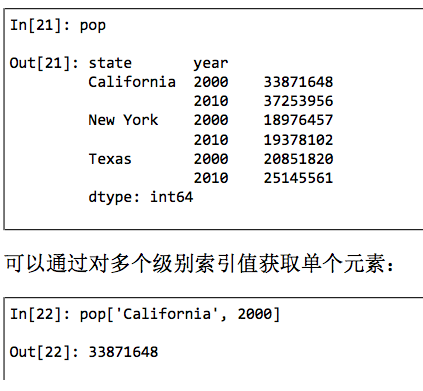 In[21]: pop
Out[21]: state       year
         California  2000    33871648
                     2010    37253956
         New York    2000    18976457
                     2010    19378102
         Texas       2000    20851820
                     2010    25145561
         dtype: int64
可以通过对多个级别索引值获取单个元素：
In[22]: pop['California', 2000]
Out[22]: 33871648